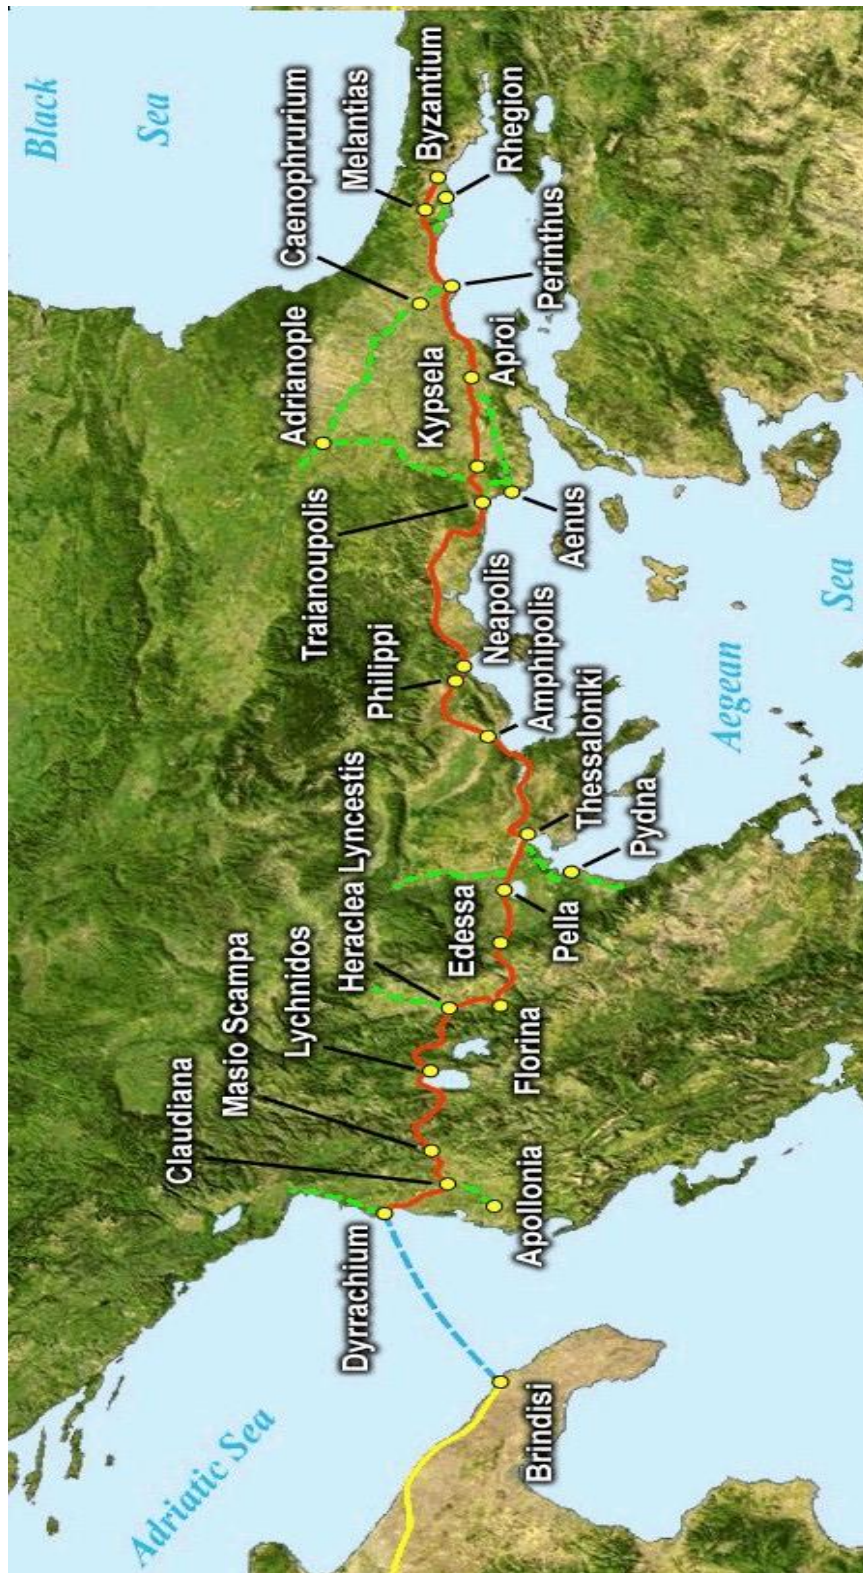 Black
Sea
Adriatic Sea
Aegean
Sea
Brindisi
Dyrrachium
Apollonia
Claudiana
Masio Scampa
Lychnidos
Heraclea Lyncestis
Florina
Edessa
Pella
Pydna
Thessaloniki
Amphipolis
Neapolis
Philippi
Traianoupolis
Aenus
Kypsela
Adrianople
Aproi
Caenophrurium
Perinthus
Melantias
Rhegion
Byzantium